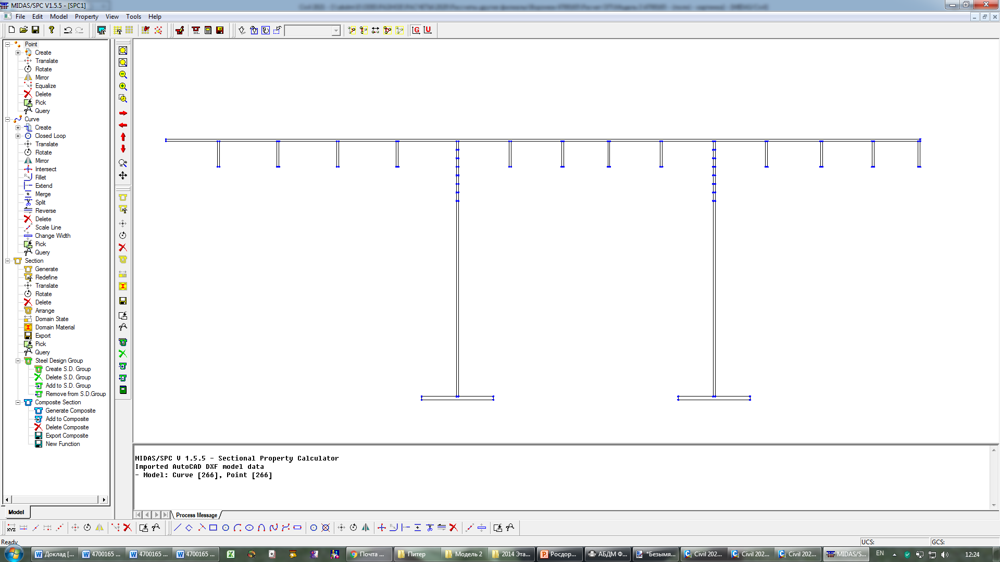 MIDAS/SPC V1.5.5 - [SPC1]
File Edit Model Property View Tools Help
Point
Create
Translate
Rotate
Mirror
Equalize
Delete
Pick
Query
Curve
Create
Closed Loop
Translate
Rotate
Mirror
Intersect
Fillet
Extend
Merge
Split
Reverse
Delete
Scale Line
Change Width
Pick
Query
Section
Generate
Redefine
Translate
Rotate
Delete
Arrange
Domain State
Domain Material
Export
Pick
Query
Steel Design Group
Create S.D. Group
Delete S.D. Group
Add to S.D. Group
Remove from S.D.Group
Composite Section
Generate Composite
Add to Composite
Delete Composite
Export Composite
New Function
Model
MIDAS/SPC V 1.5.5 - Sectional Property Calculator
Imported AutoCAD DXF model data
- Model: Curve [266], Point [266]
Process Message
Ready
UCS:
GCS:
Доклад [...
4700165 ...
4700165 ...
4700165 ...
Почта ...
Питер
Модель 2
2014 Эта...
Росдор...
АБДМ Ф...
*Безымя...
Civil 202...
Civil 202...
Civil 202...
MIDAS/S...
EN
12:24